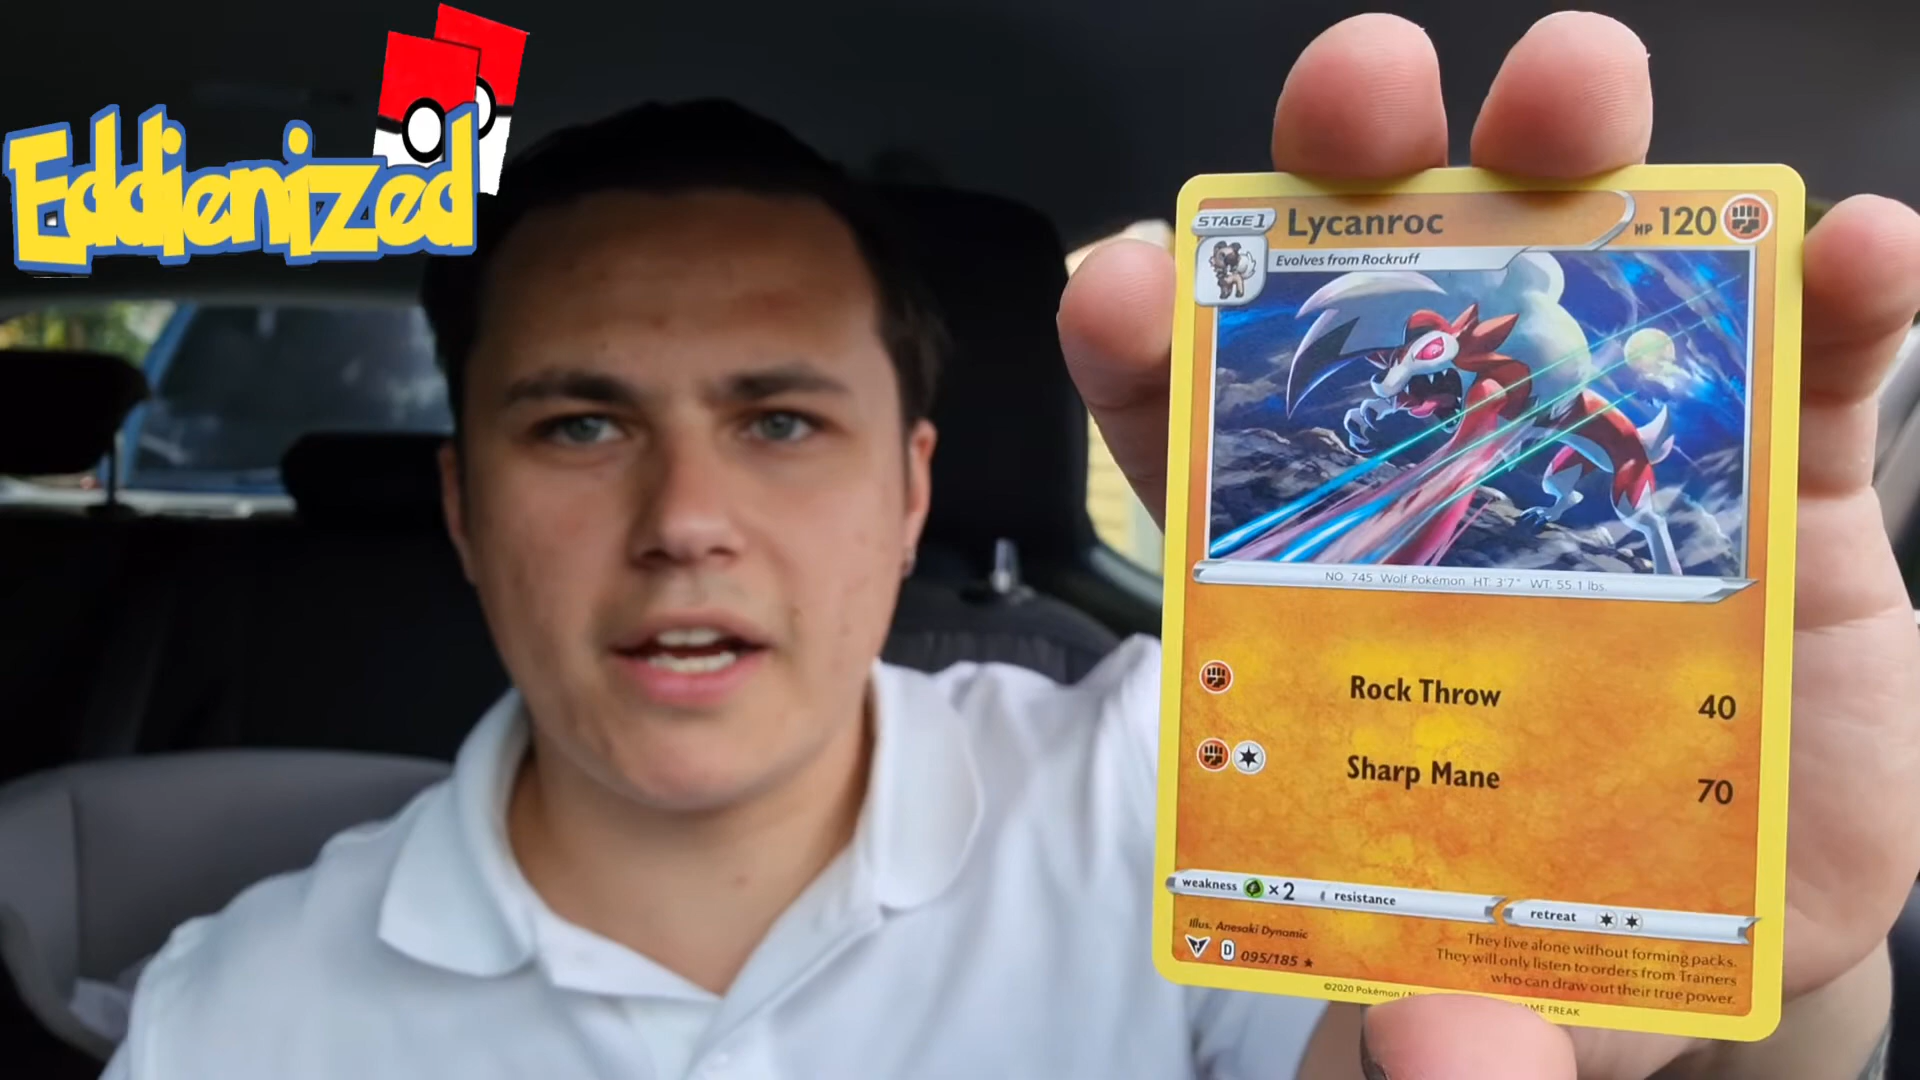 Eddienized
STAGE 1 Lycanroc HP 120
Evolves from Rockruff
NO. 745 Wolf Pokémon HT: 3'7" WT: 55.1 lbs
Rock Throw 40
Sharp Mane 70
weakness ×2 resistance retreat
Illus. Anesaki Dynamic
D 095/185 ★
They live alone without forming packs.
They will only listen to orders from Trainers
who can draw out their true power.
©2020 Pokémon / GAME FREAK